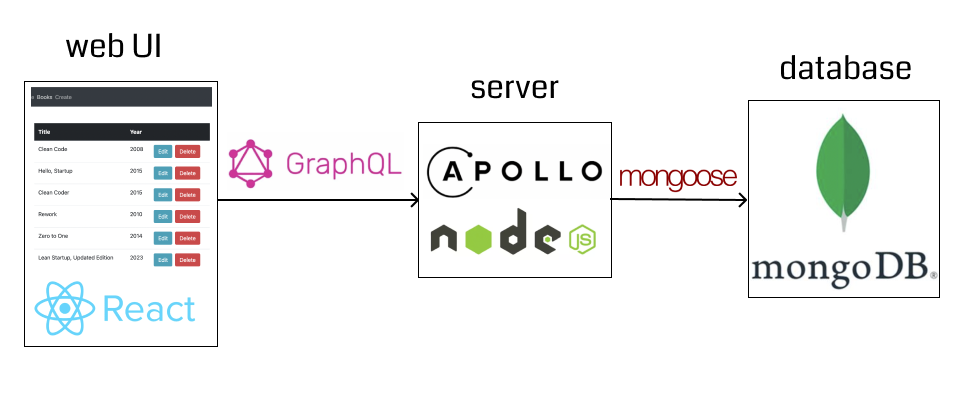 web UI
e Books Create
Title Year
Clean Code 2008 Edit Delete
Hello, Startup 2015 Edit Delete
Clean Coder 2015 Edit Delete
Rework 2010 Edit Delete
Zero to One 2014 Edit Delete
Lean Startup, Updated Edition 2023 Edit Delete
React
GraphQL
server
APOLLO
node
JS
mongoose
database
mongoDB®